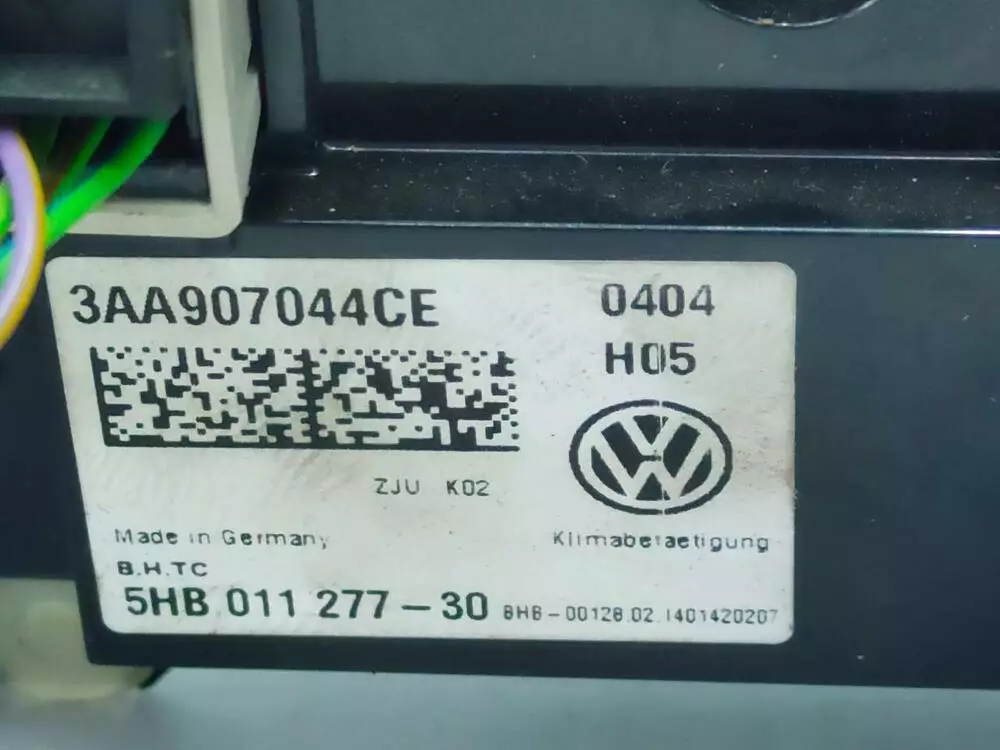 3AA907044CE 0404
H05
ZJU K02
Made in Germany Klimabetaetigung
B.H.TC
5HB 011 277-30 8HB-00128.02.1401420207